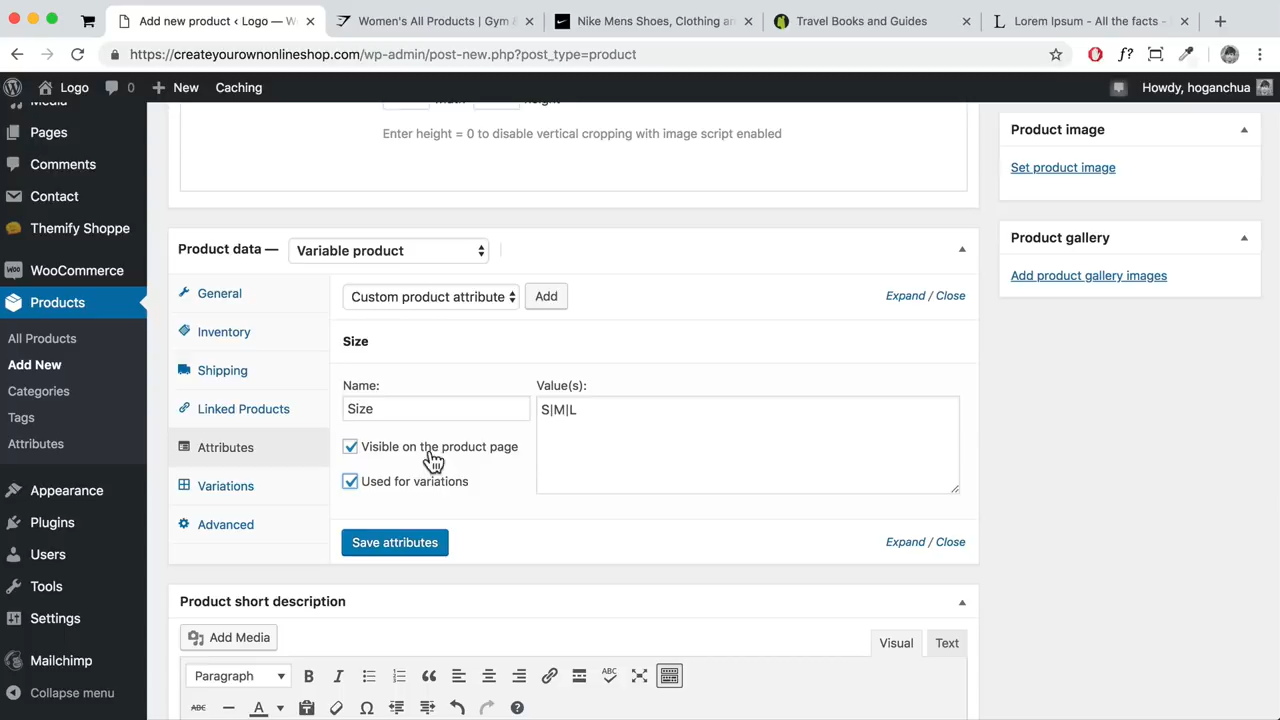 Add new product ‹ Logo — W
Women's All Products | Gym &
Nike Mens Shoes, Clothing an
Travel Books and Guides
Lorem Ipsum - All the facts -
https://createyourownonlineshop.com/wp-admin/post-new.php?post_type=product
f?
Logo
0
New
Caching
Howdy, hoganchua
Media
Pages
Comments
Contact
Themify Shoppe
WooCommerce
Products
All Products
Add New
Categories
Tags
Attributes
Appearance
Plugins
Users
Tools
Settings
Mailchimp
Collapse menu
Enter height = 0 to disable vertical cropping with image script enabled
Product data —
Variable product
General
Inventory
Shipping
Linked Products
Attributes
Variations
Advanced
Custom product attribute
Add
Expand / Close
Size
Name:
Value(s):
Size
S|M|L
Visible on the product page
Used for variations
Save attributes
Expand / Close
Product short description
Add Media
Visual
Text
Paragraph
B
I
ABC
ABC
A
Product image
Set product image
Product gallery
Add product gallery images